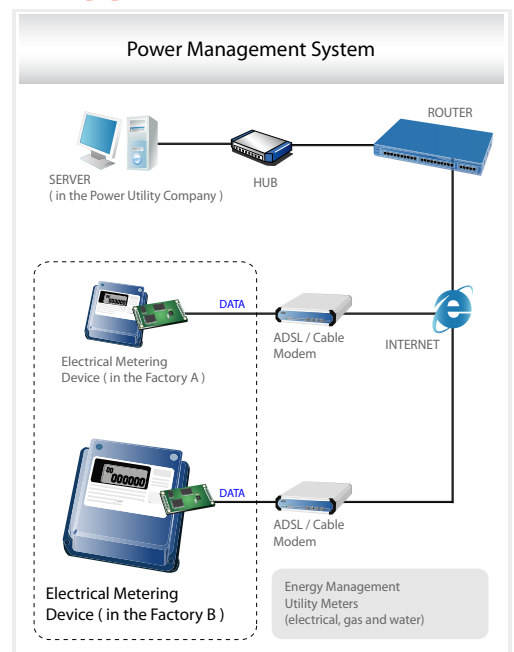 Power Management System
ROUTER
SERVER
( in the Power Utility Company )
HUB
DATA
ADSL / Cable
Modem
INTERNET
Electrical Metering
Device ( in the Factory A )
00
000000
DATA
ADSL / Cable
Modem
Electrical Metering
Device ( in the Factory B )
Energy Management
Utility Meters
(electrical, gas and water)